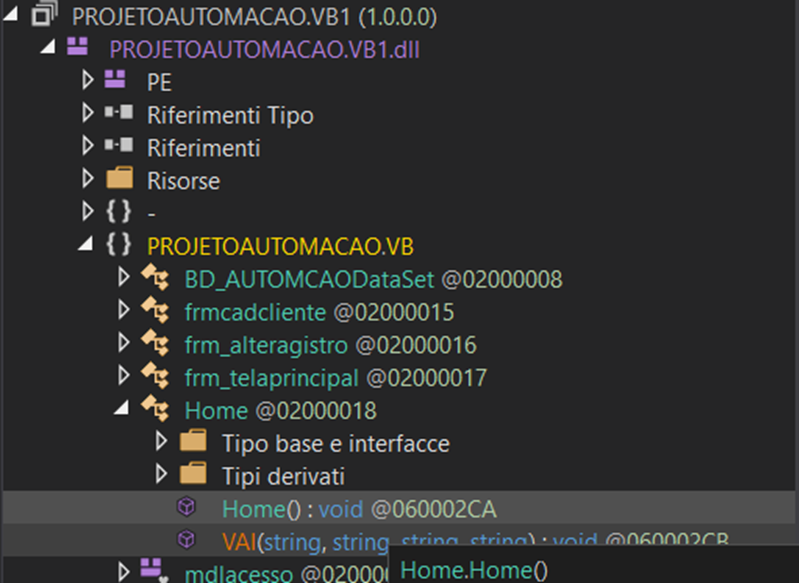 PROJETOAUTOMACAO.VB1 (1.0.0.0)
PROJETOAUTOMACAO.VB1.dll
PE
Riferimenti Tipo
Riferimenti
Risorse
{ } -
{ } PROJETOAUTOMACAO.VB
BD_AUTOMCAODataSet @02000008
frmcadcliente @02000015
frm_alteragistro @02000016
frm_telaprincipal @02000017
Home @02000018
Tipo base e interfacce
Tipi derivati
Home() : void @060002CA
VAI(string, string, string, string) : void @060002CB
mdlacesso @02000
Home.Home()